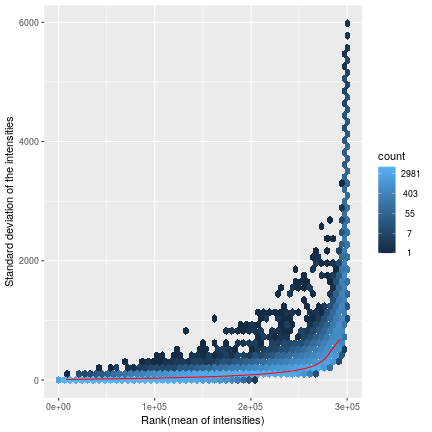 6000
4000
2000
0
Standard deviation of the intensities
0e+00
1e+05
2e+05
3e+05
Rank(mean of intensities)
count
2981
403
55
7
1